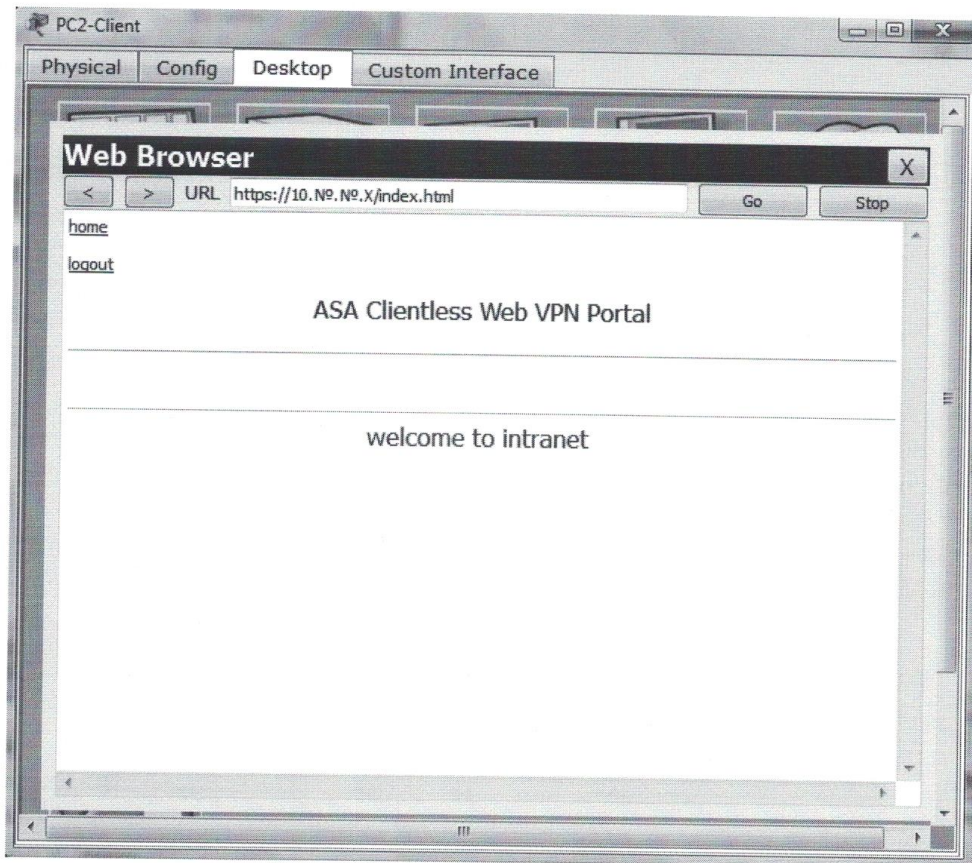 PC2-Client
Physical Config Desktop Custom Interface
Web Browser X
< > URL https://10.№.№.X/index.html Go Stop
home
logout
ASA Clientless Web VPN Portal
welcome to intranet